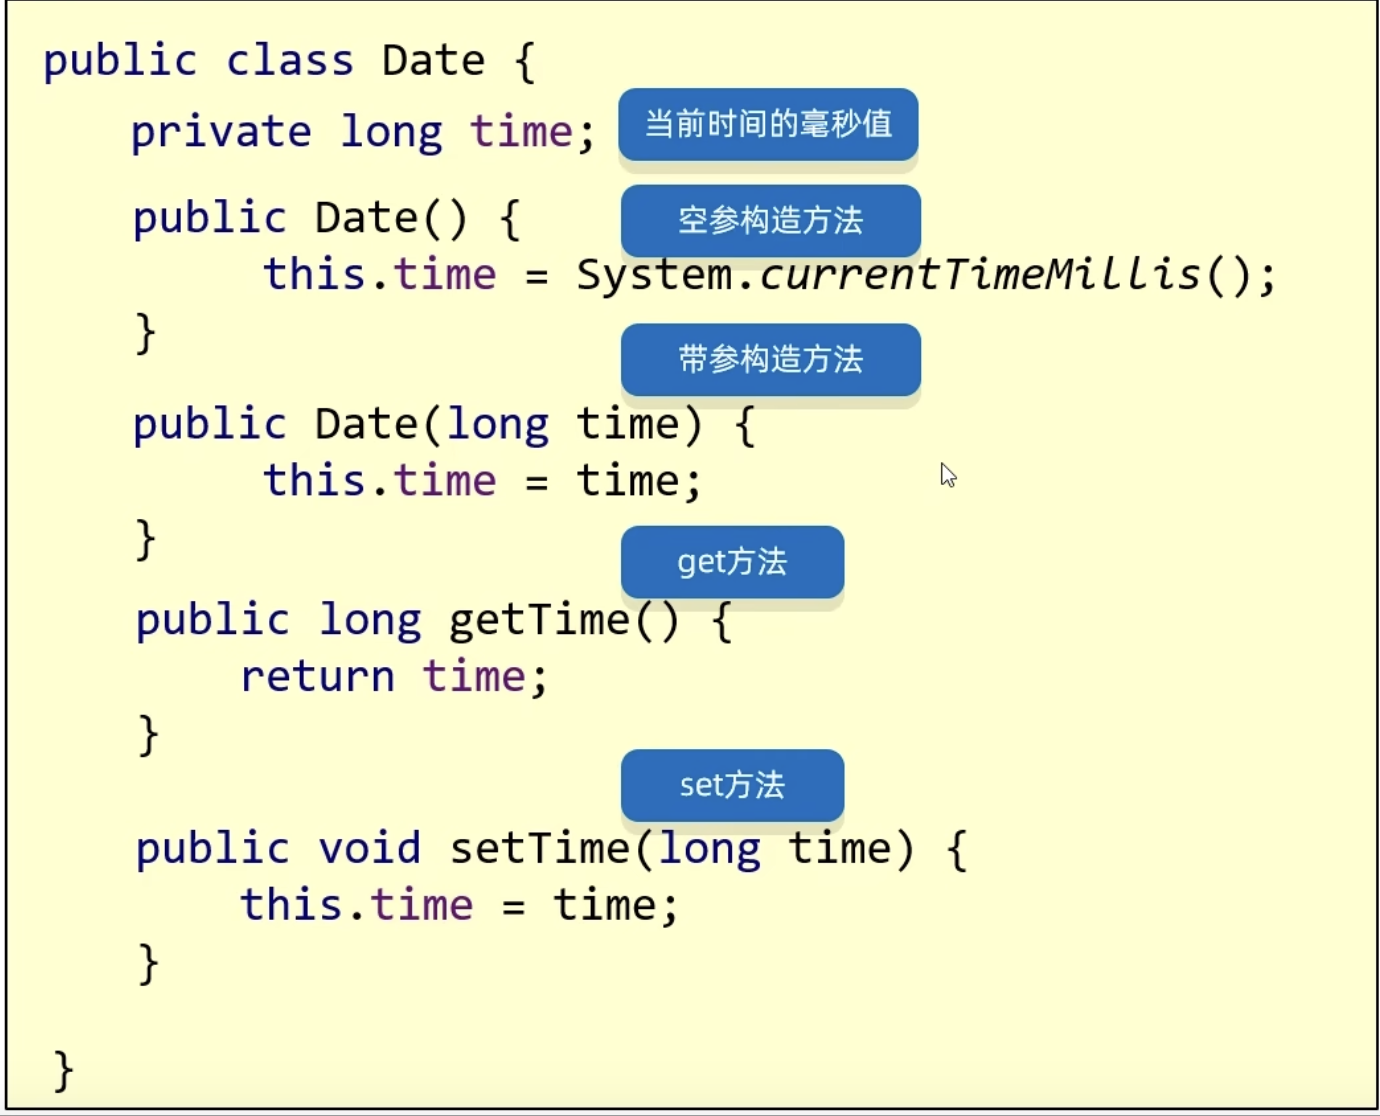 public class Date {
private long time;
当前时间的毫秒值
public Date() {
空参构造方法
this.time = System.currentTimeMillis();
}
带参构造方法
public Date(long time) {
this.time = time;
}
get方法
public long getTime() {
return time;
}
set方法
public void setTime(long time) {
this.time = time;
}
}